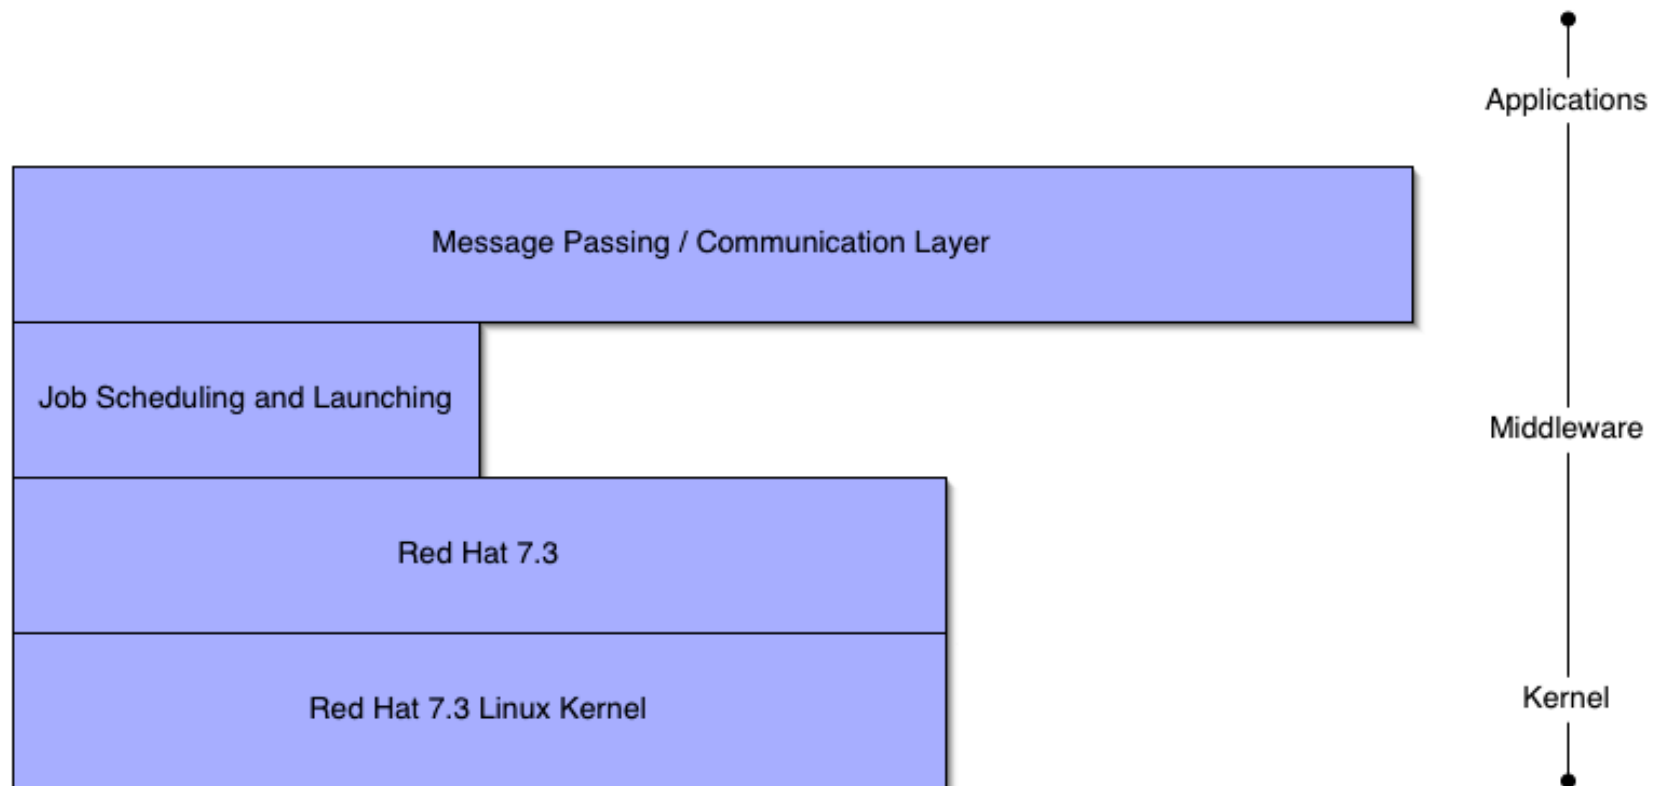 Applications
Message Passing / Communication Layer
Job Scheduling and Launching
Middleware
Red Hat 7.3
Kernel
Red Hat 7.3 Linux Kernel